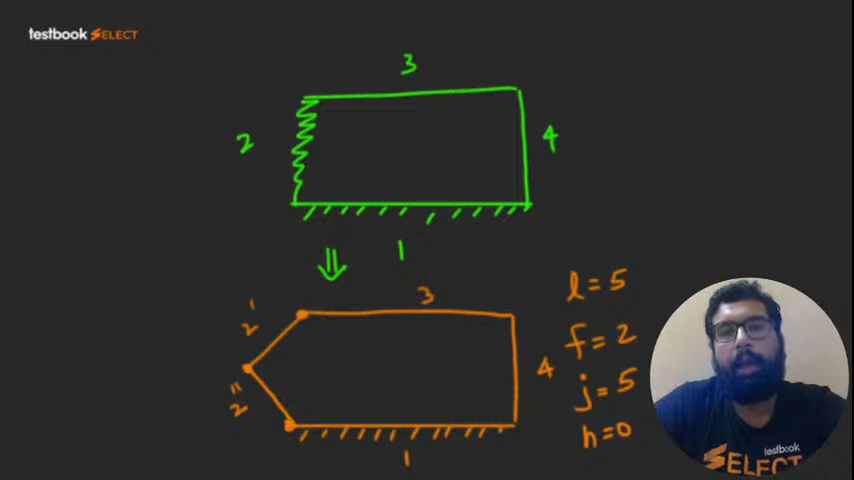 testbook SELECT
3
2
4
1
l = 5
3
2'
f = 2
4
j = 5
2"
h = 0
1
testbook
SELECT